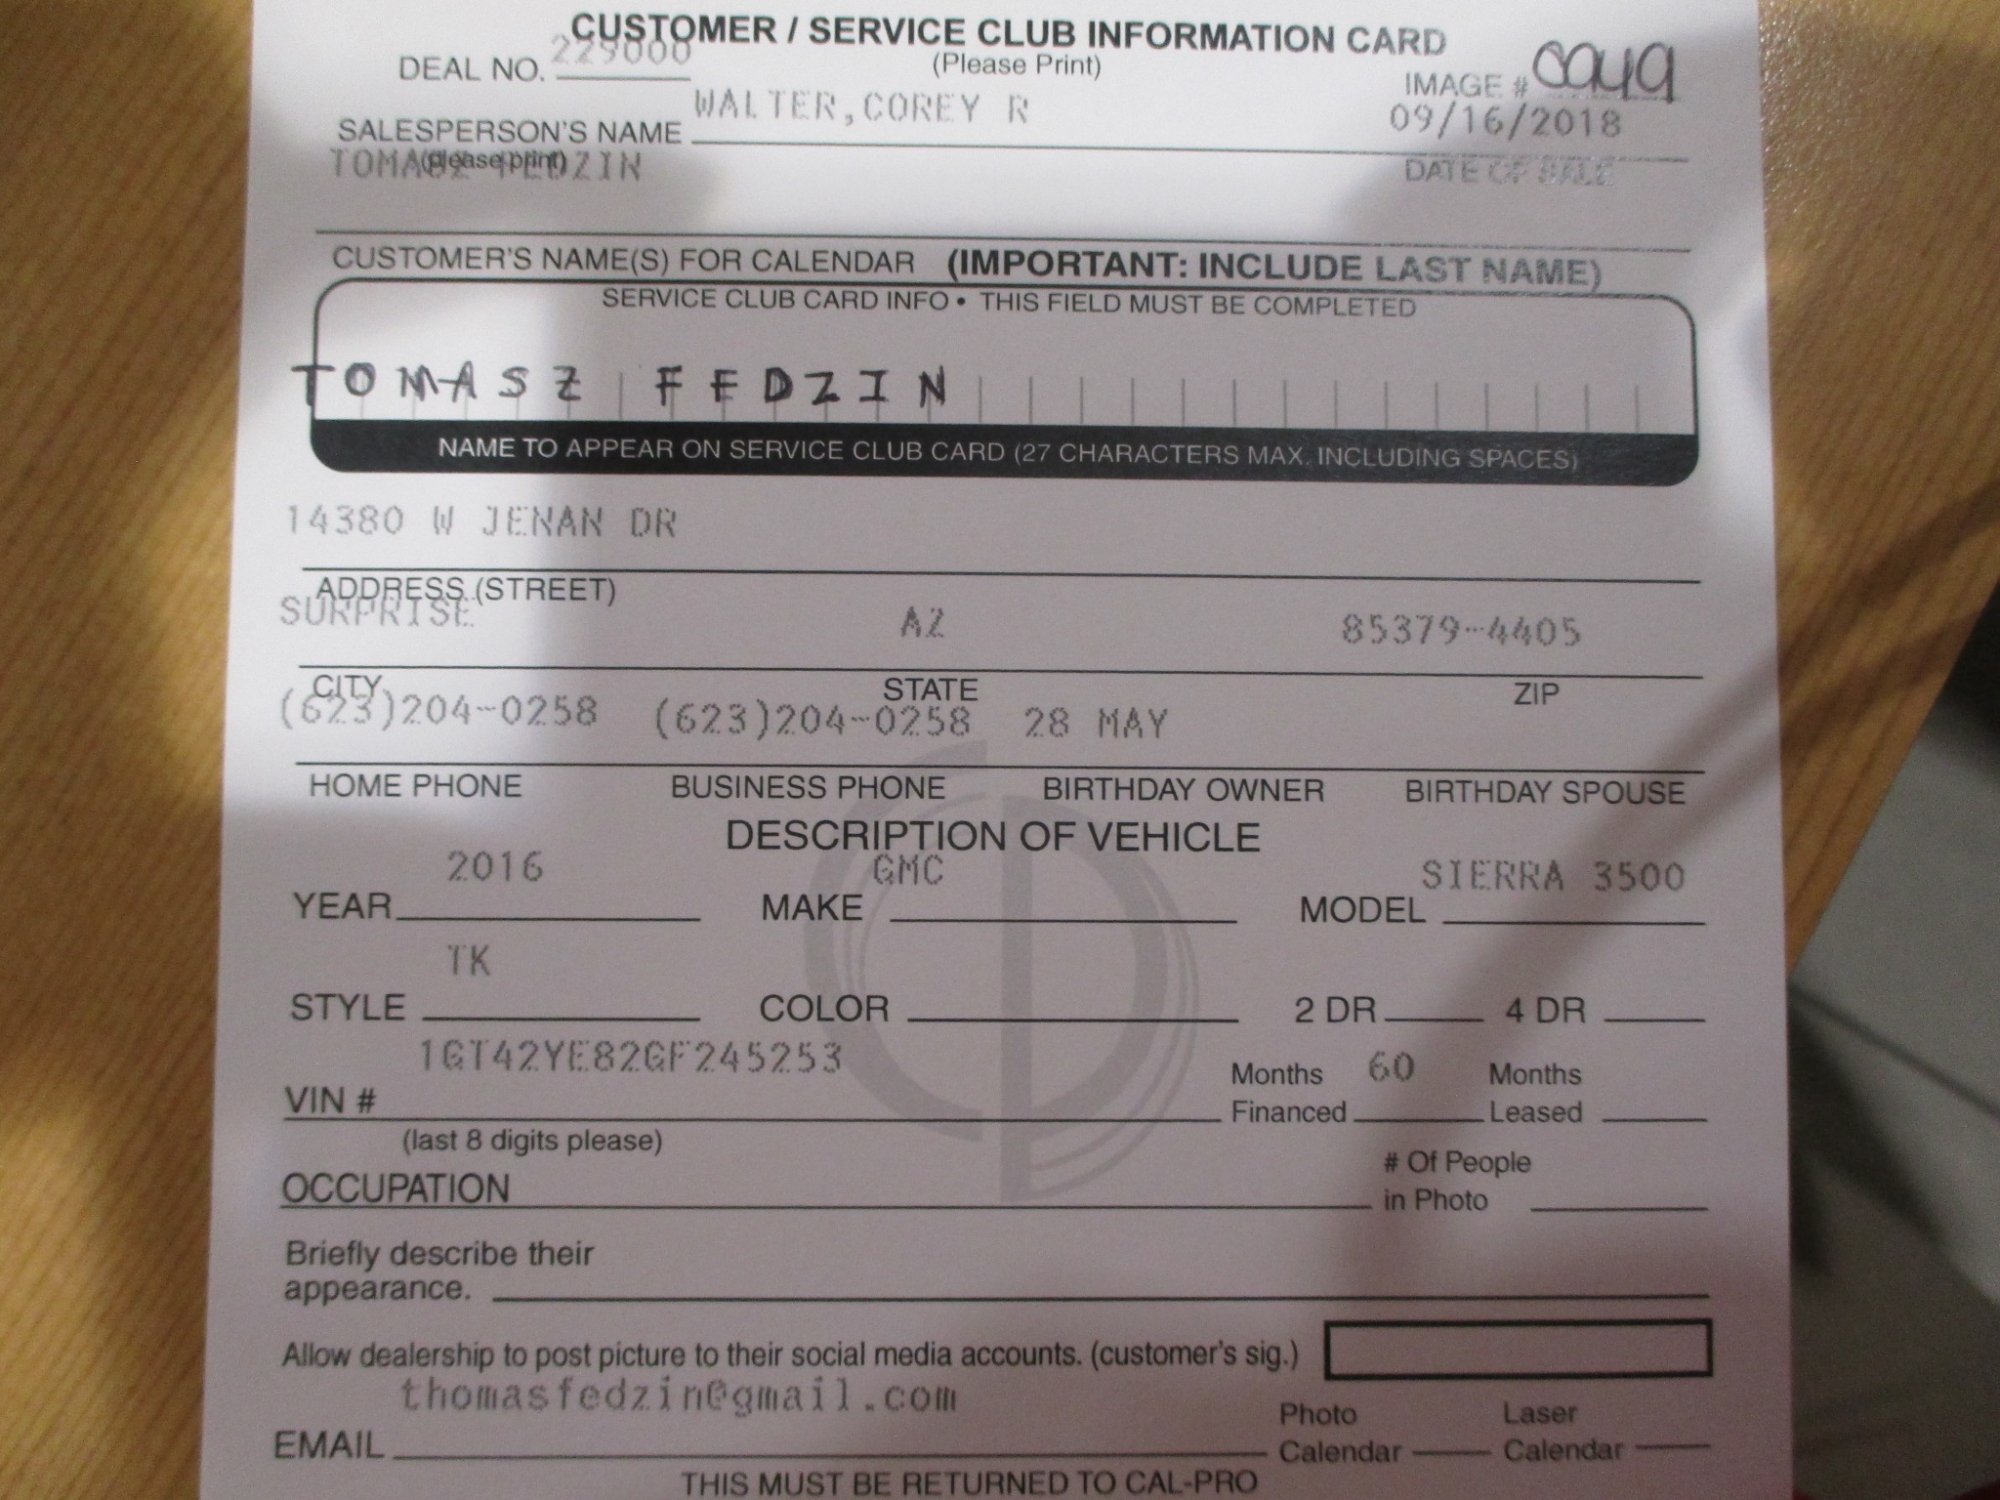 CUSTOMER / SERVICE CLUB INFORMATION CARD
DEAL NO. 229000 (Please Print) IMAGE #
SALESPERSON'S NAME WALTER,COREY R 09/16/2018
(please print) DATE OF SALE
TOMASZ FEDZIN
CUSTOMER'S NAME(S) FOR CALENDAR (IMPORTANT: INCLUDE LAST NAME)
SERVICE CLUB CARD INFO • THIS FIELD MUST BE COMPLETED
TOMASZ FEDZIN
NAME TO APPEAR ON SERVICE CLUB CARD (27 CHARACTERS MAX. INCLUDING SPACES)
14380 W JENAN DR
ADDRESS (STREET)
SURPRISE AZ 85379-4405
CITY STATE ZIP
(623)204-0258 (623)204-0258 28 MAY
HOME PHONE BUSINESS PHONE BIRTHDAY OWNER BIRTHDAY SPOUSE
DESCRIPTION OF VEHICLE
YEAR 2016 MAKE GMC MODEL SIERRA 3500
STYLE TK COLOR 2 DR 4 DR
VIN # 1GT42YE82GF245253 Months Financed 60 Months Leased
(last 8 digits please)
OCCUPATION # Of People in Photo
Briefly describe their
appearance.
Allow dealership to post picture to their social media accounts. (customer's sig.)
EMAIL thomasfedzin@gmail.com Photo Calendar Laser Calendar
THIS MUST BE RETURNED TO CAL-PRO